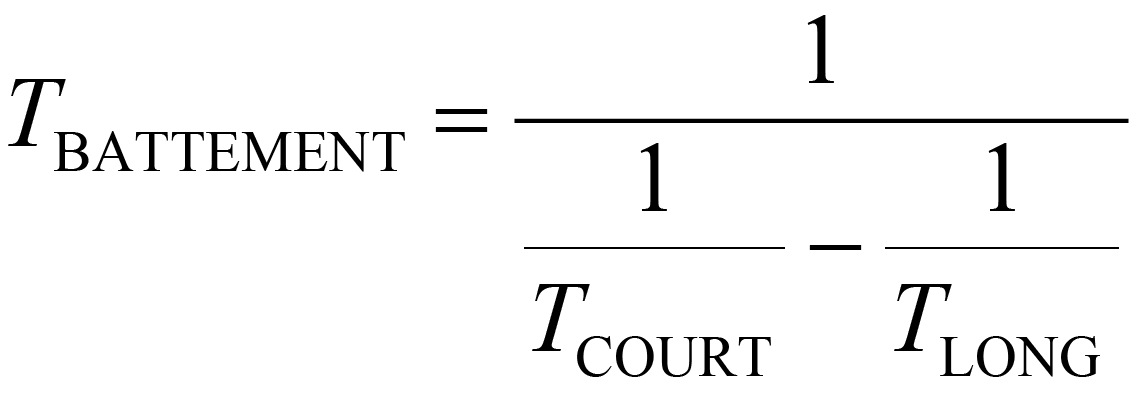 T_BATTEMENT = 1 / (1 / T_COURT − 1 / T_LONG)